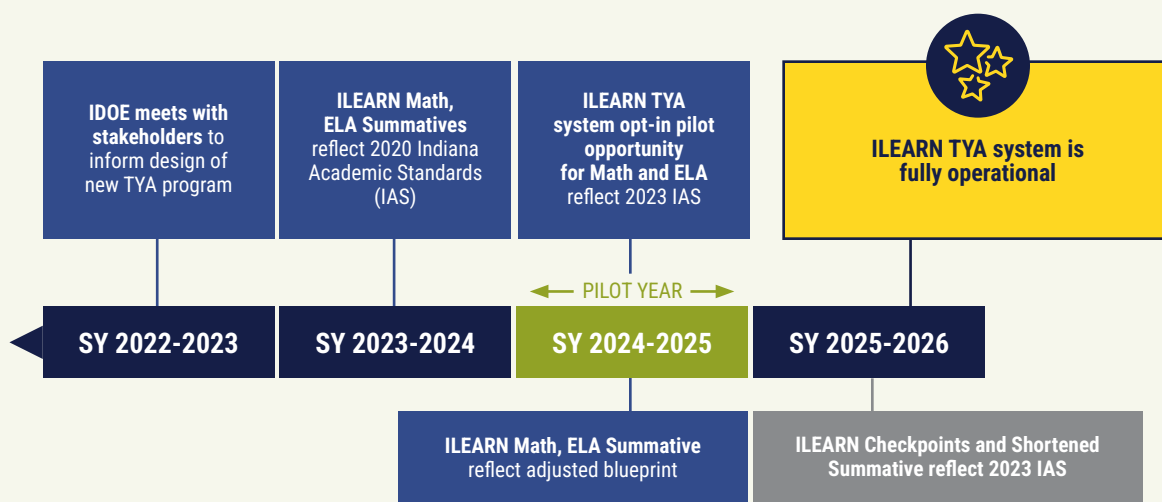 IDOE meets with
stakeholders to
inform design of
new TYA program
ILEARN Math,
ELA Summatives
reflect 2020 Indiana
Academic Standards
(IAS)
ILEARN TYA
system opt-in pilot
opportunity
for Math and ELA
reflect 2023 IAS
ILEARN TYA system is
fully operational
PILOT YEAR
SY 2022-2023
SY 2023-2024
SY 2024-2025
SY 2025-2026
ILEARN Math, ELA Summative
reflect adjusted blueprint
ILEARN Checkpoints and Shortened
Summative reflect 2023 IAS